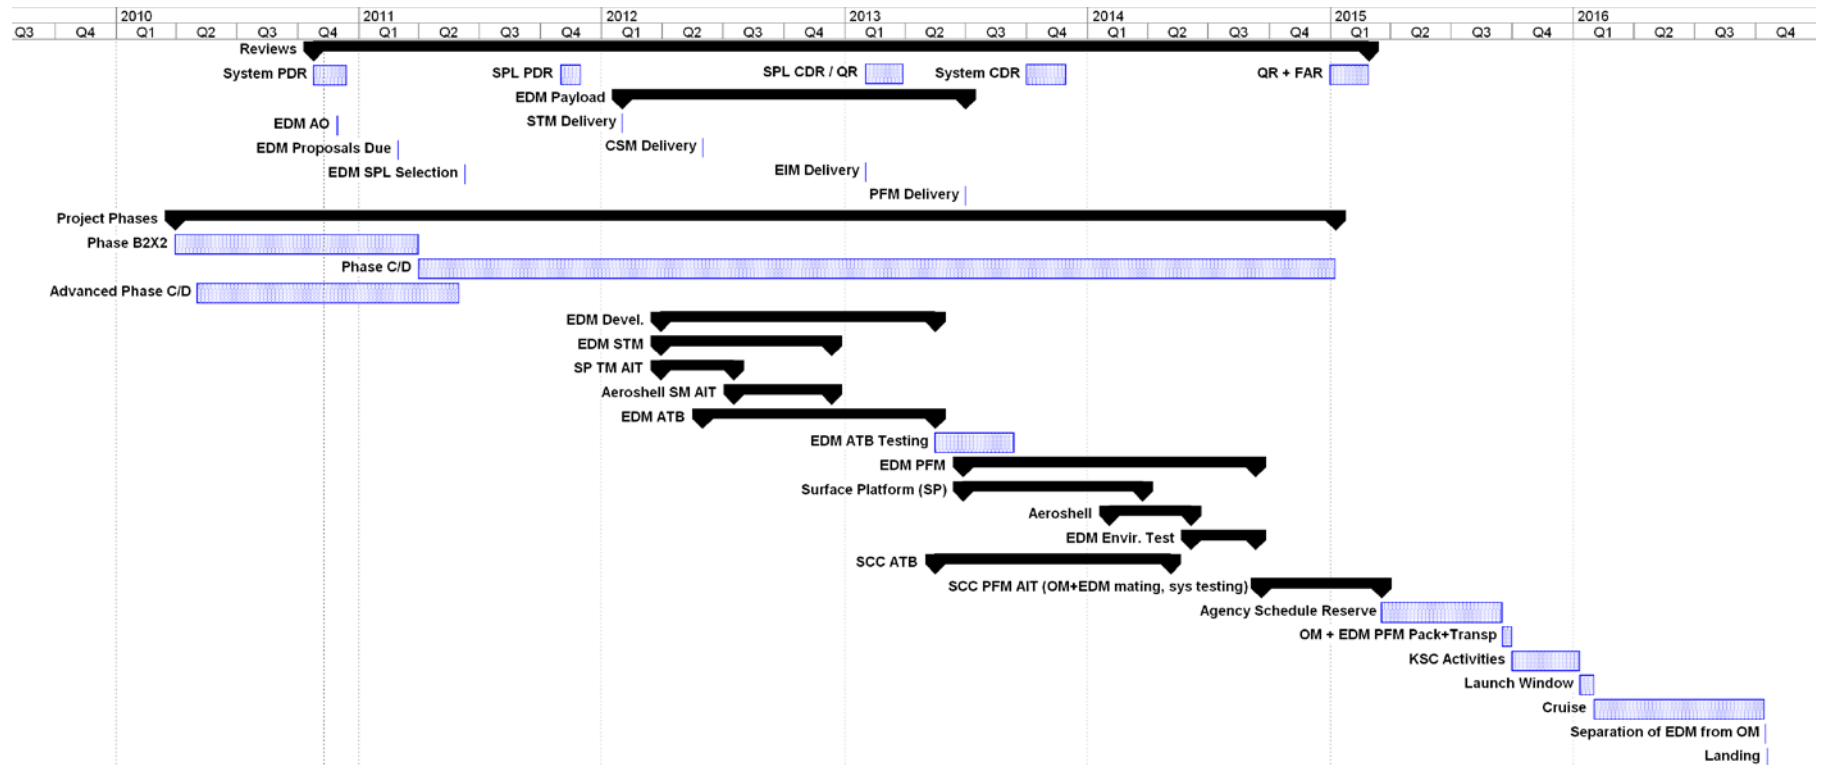 2010 2011 2012 2013 2014 2015 2016
Q3 Q4 Q1 Q2 Q3 Q4 Q1 Q2 Q3 Q4 Q1 Q2 Q3 Q4 Q1 Q2 Q3 Q4 Q1 Q2 Q3 Q4 Q1 Q2 Q3 Q4 Q1 Q2 Q3 Q4
Reviews
System PDR SPL PDR SPL CDR / QR System CDR QR + FAR
EDM Payload
EDM AO STM Delivery
EDM Proposals Due CSM Delivery
EDM SPL Selection EIM Delivery
PFM Delivery
Project Phases
Phase B2X2
Phase C/D
Advanced Phase C/D
EDM Devel.
EDM STM
SP TM AIT
Aeroshell SM AIT
EDM ATB
EDM ATB Testing
EDM PFM
Surface Platform (SP)
Aeroshell
EDM Envir. Test
SCC ATB
SCC PFM AIT (OM+EDM mating, sys testing)
Agency Schedule Reserve
OM + EDM PFM Pack+Transp
KSC Activities
Launch Window
Cruise
Separation of EDM from OM
Landing